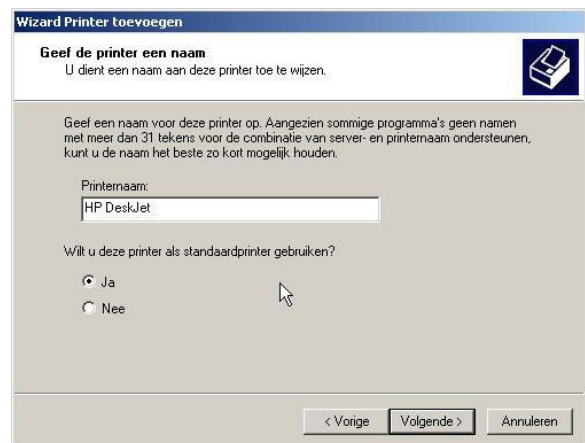 Wizard Printer toevoegen
Geef de printer een naam
U dient een naam aan deze printer toe te wijzen.
Geef een naam voor deze printer op. Aangezien sommige programma's geen namen
met meer dan 31 tekens voor de combinatie van server- en printernaam ondersteunen,
kunt u de naam het beste zo kort mogelijk houden.
Printernaam:
HP DeskJet
Wilt u deze printer als standaardprinter gebruiken?
Ja
Nee
< Vorige
Volgende >
Annuleren